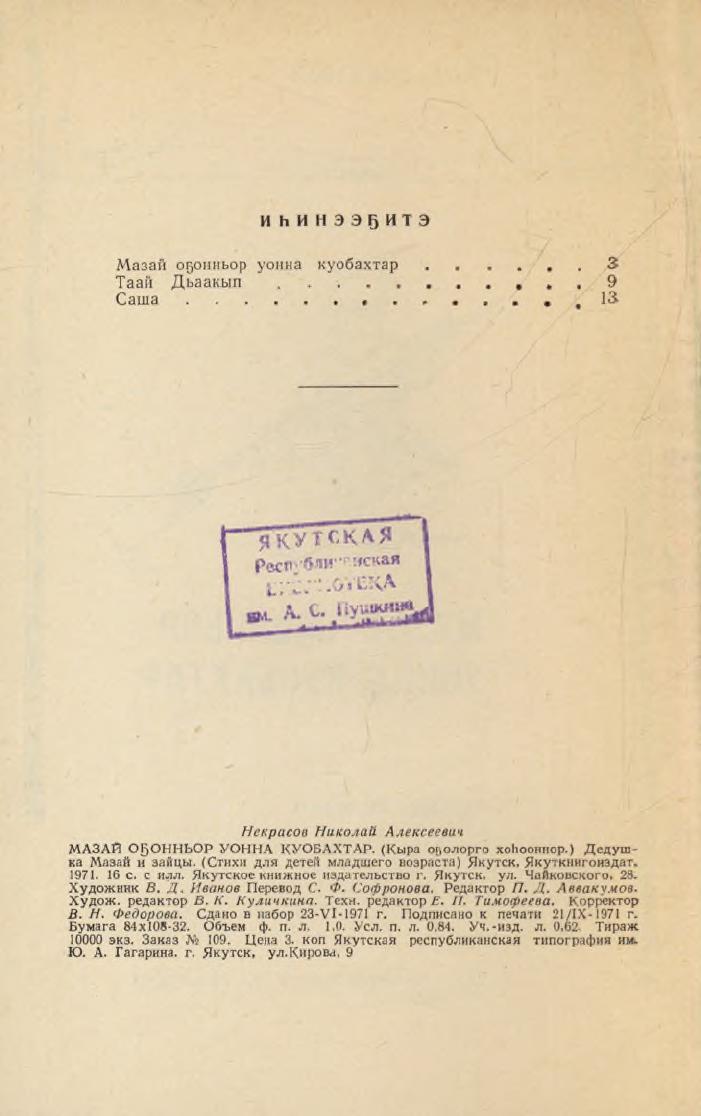 ИҺИНЭЭҔИТЭ
Мазай оҕонньор уонна куобахтар . . . . . . 3
Таай Дьаакып . . . . . . . . . . . 9
Саша . . . . . . . . . . . . . . 13
ЯКУТСКАЯ
Республиканская
БИБЛИОТЕКА
им. А. С. Пушкина
Некрасов Николай Алексеевич
МАЗАЙ ОҔОННЬОР УОННА КУОБАХТАР. (Кыра оҕолорго хоһооннор.) Дедуш-
ка Мазай и зайцы. (Стихи для детей младшего возраста) Якутск, Якуткнигоиздат.
1971. 16 с. с илл. Якутское книжное издательство г. Якутск. ул. Чайковского, 28.
Художник В. Д. Иванов Перевод С. Ф. Софронова. Редактор П. Д. Аввакумов.
Худож. редактор В. К. Куличкина. Техн. редактор Е. П. Тимофеева. Корректор
В. Н. Федорова. Сдано в набор 23-VI-1971 г. Подписано к печати 21/IX-1971 г.
Бумага 84х108-32. Объем ф. п. л. 1,0. Усл. п. л. 0,84. Уч.-изд. л. 0,62. Тираж
10000 экз. Заказ № 109. Цена 3. коп Якутская республиканская типография им.
Ю. А. Гагарина. г. Якутск, ул.Кирова, 9